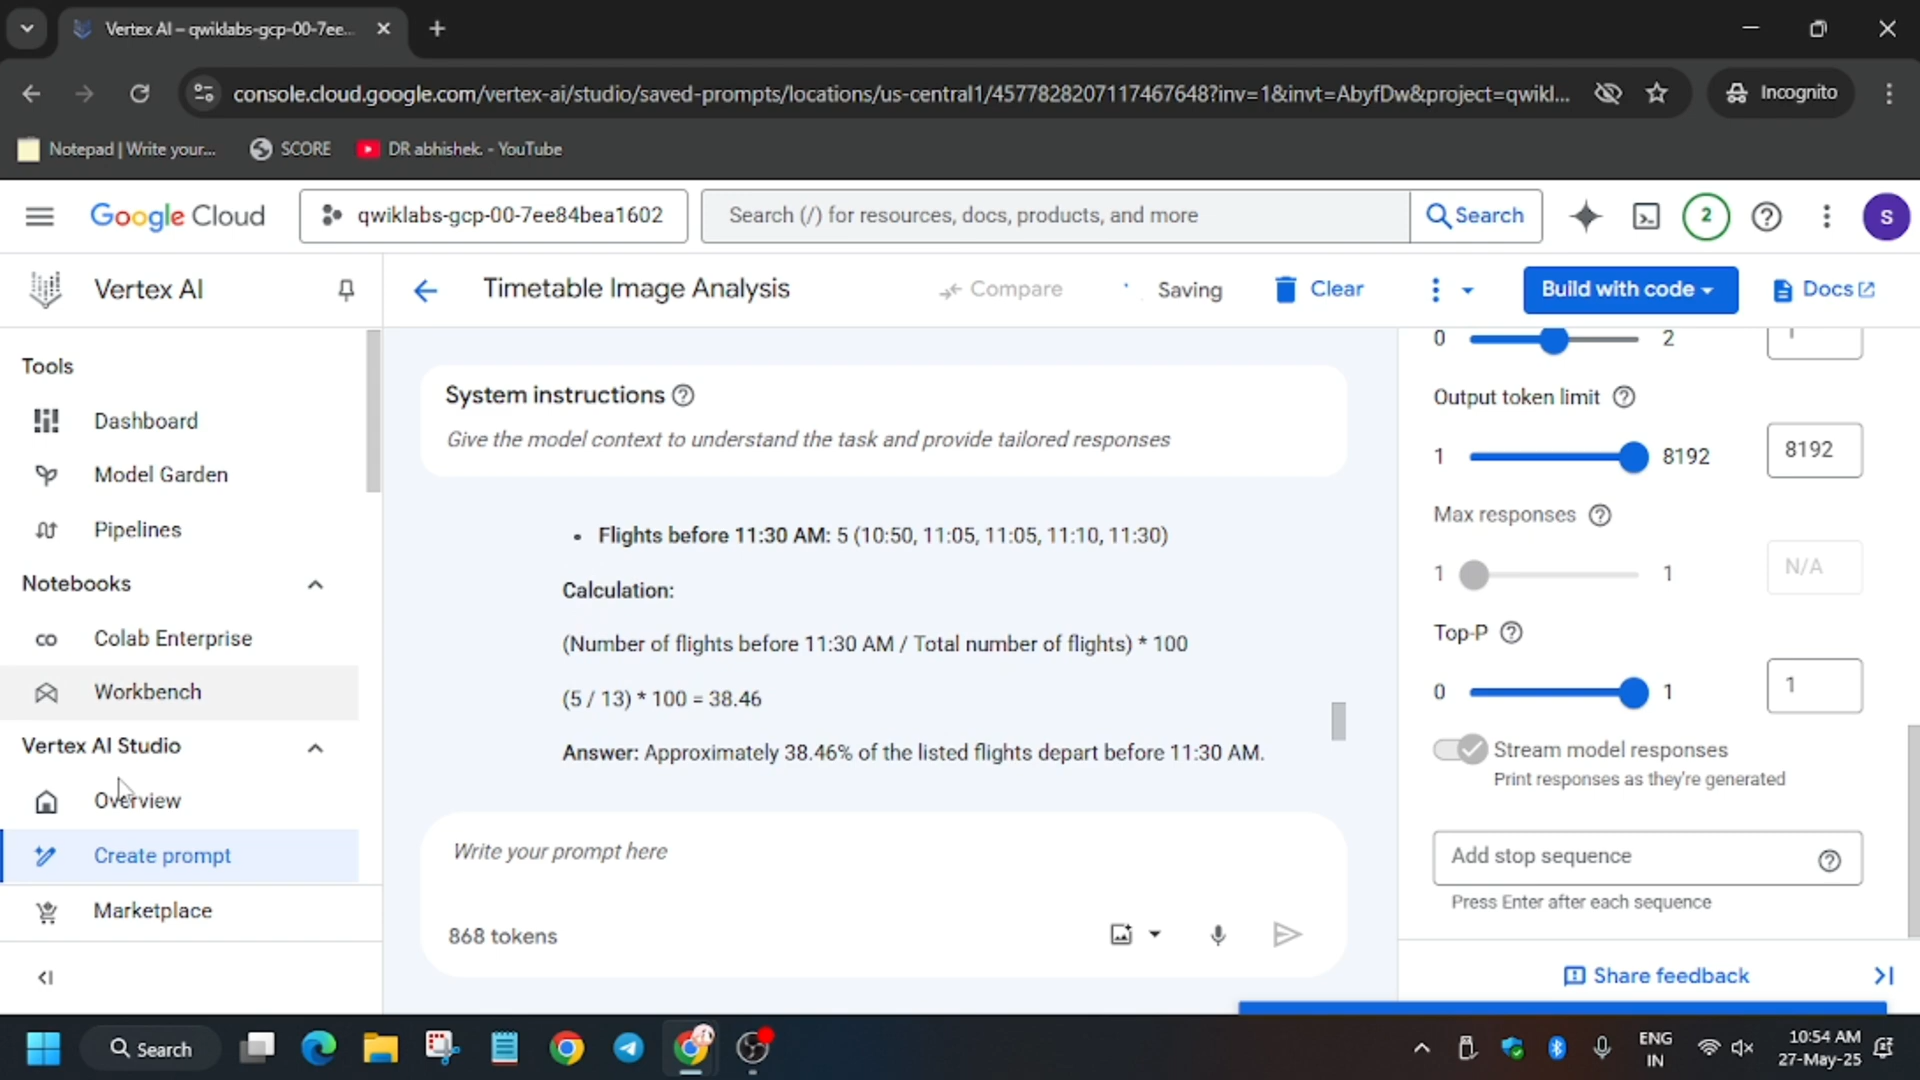 Vertex AI – qwiklabs-gcp-00-7ee...
console.cloud.google.com/vertex-ai/studio/saved-prompts/locations/us-central1/4577828207117467648?inv=1&invt=AbyfDw&project=qwikl...
Incognito
Notepad | Write your...
SCORE
DR abhishek. - YouTube
Google Cloud
qwiklabs-gcp-00-7ee84bea1602
Search (/) for resources, docs, products, and more
Search
2
S
Vertex AI
Timetable Image Analysis
Compare
Saving
Clear
Build with code
Docs
Tools
Dashboard
Model Garden
Pipelines
Notebooks
Colab Enterprise
Workbench
Vertex AI Studio
Overview
Create prompt
Marketplace
System instructions
Give the model context to understand the task and provide tailored responses
• Flights before 11:30 AM: 5 (10:50, 11:05, 11:05, 11:10, 11:30)
Calculation:
(Number of flights before 11:30 AM / Total number of flights) * 100
(5 / 13) * 100 = 38.46
Answer: Approximately 38.46% of the listed flights depart before 11:30 AM.
Write your prompt here
868 tokens
0 2
Output token limit
1 8192 8192
Max responses
1 1 N/A
Top-P
0 1 1
Stream model responses
Print responses as they're generated
Add stop sequence
Press Enter after each sequence
Share feedback
Search
ENG
IN
10:54 AM
27-May-25